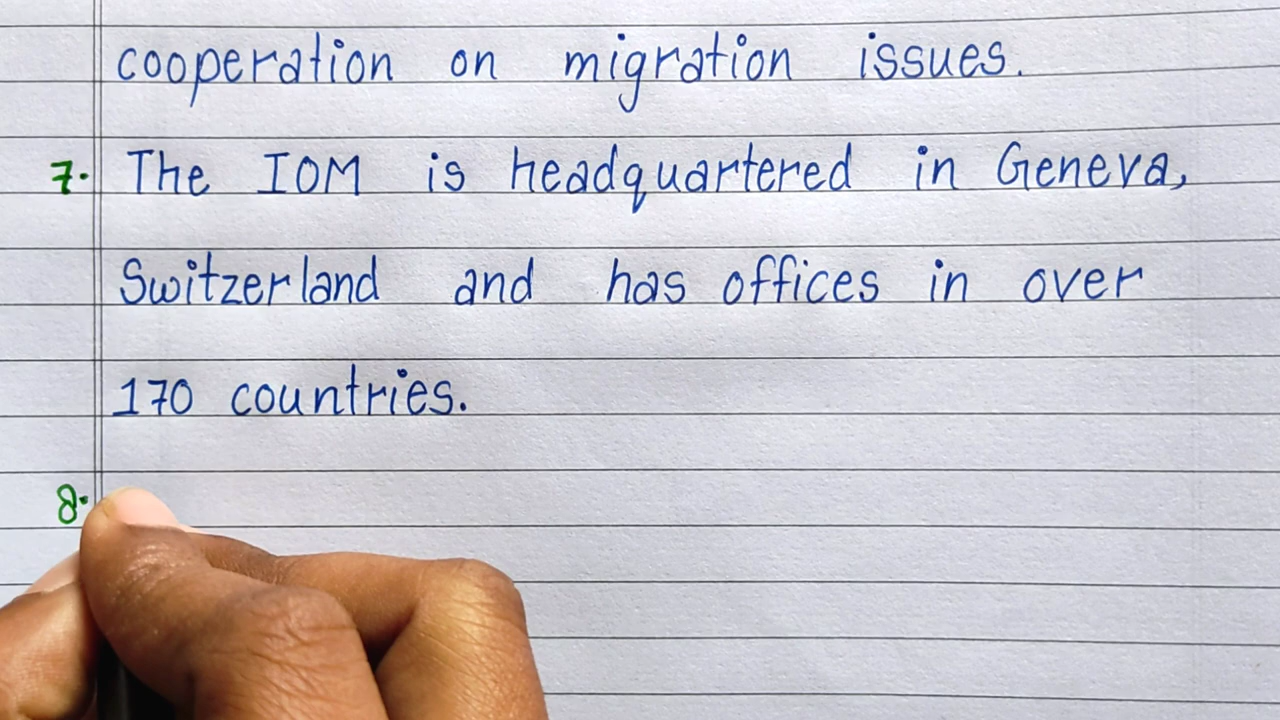 cooperation on migration issues.
7. The IOM is headquartered in Geneva,
Switzerland and has offices in over
170 countries.
8.